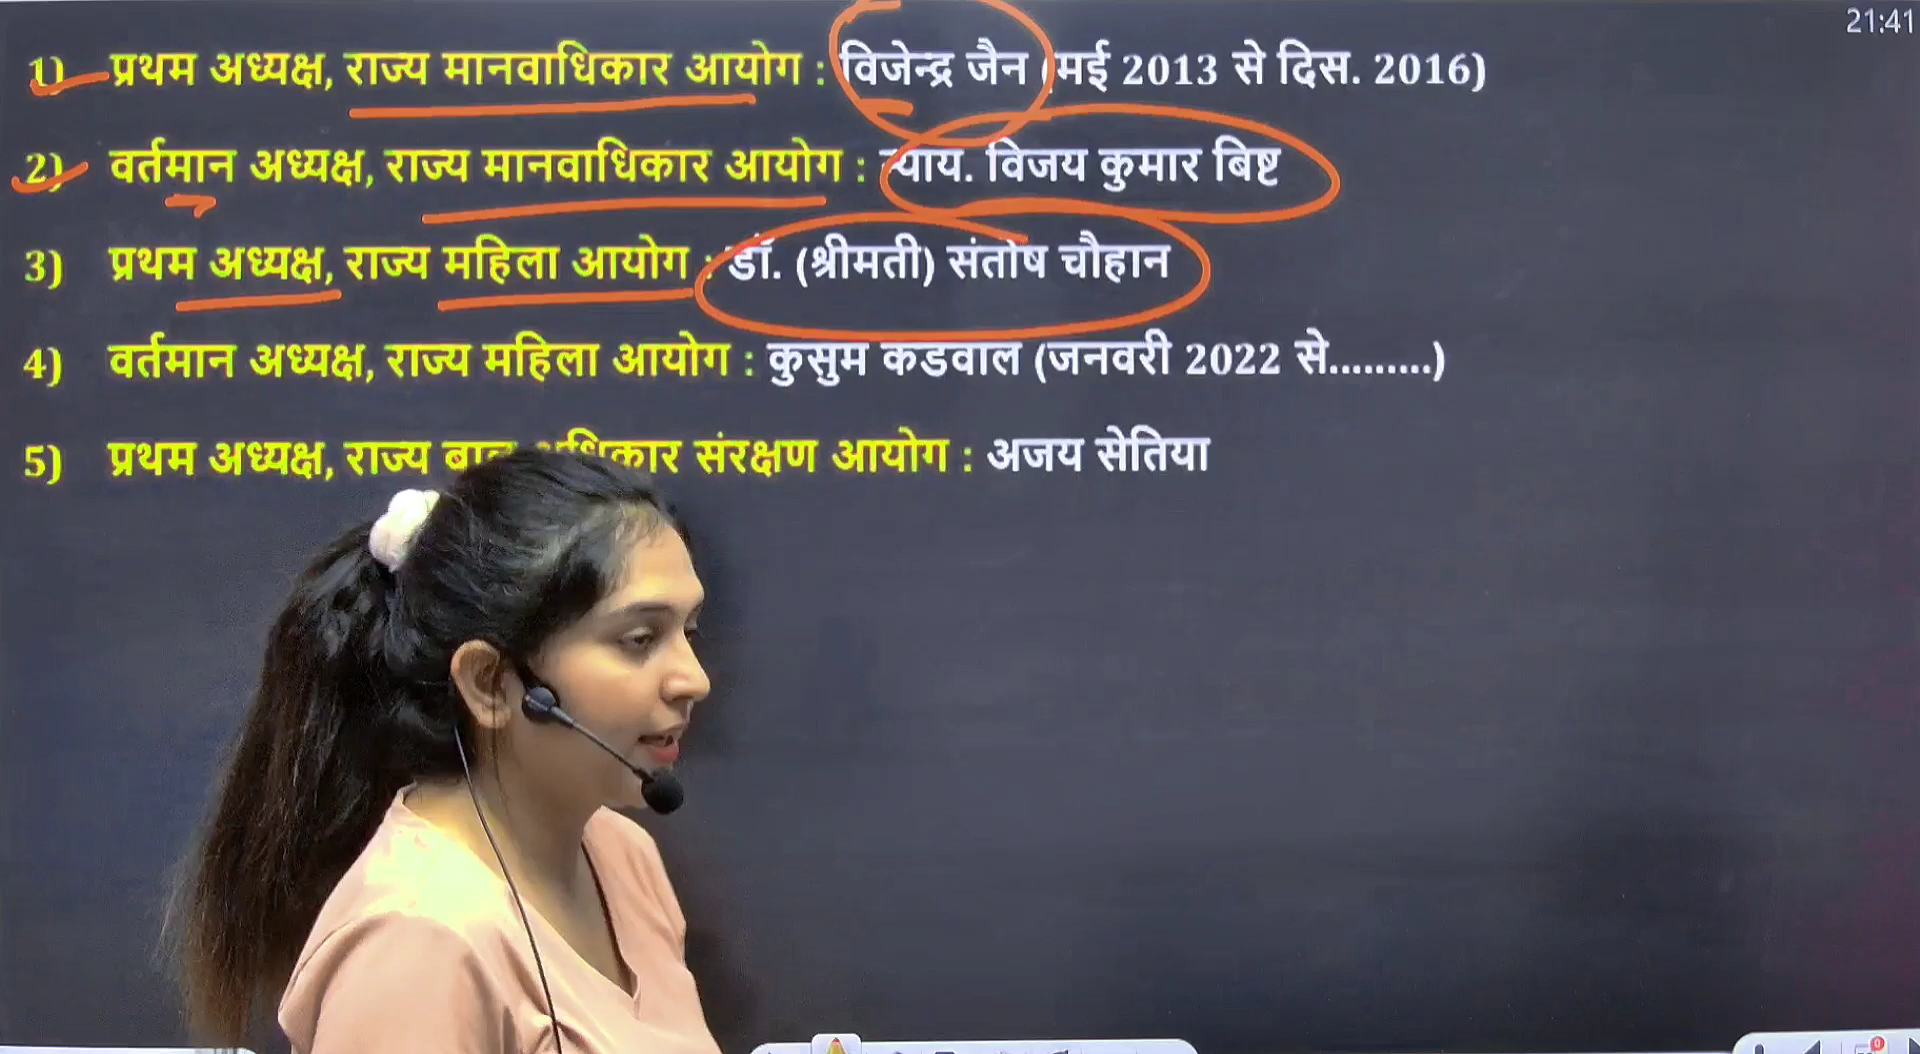 21:41
1) प्रथम अध्यक्ष, राज्य मानवाधिकार आयोग : विजेन्द्र जैन (मई 2013 से दिस. 2016)
2) वर्तमान अध्यक्ष, राज्य मानवाधिकार आयोग : न्याय. विजय कुमार बिष्ट
3) प्रथम अध्यक्ष, राज्य महिला आयोग : डॉ. (श्रीमती) संतोष चौहान
4) वर्तमान अध्यक्ष, राज्य महिला आयोग : कुसुम कडवाल (जनवरी 2022 से.........)
5) प्रथम अध्यक्ष, राज्य संरक्षण आयोग : अजय सेतिया
0